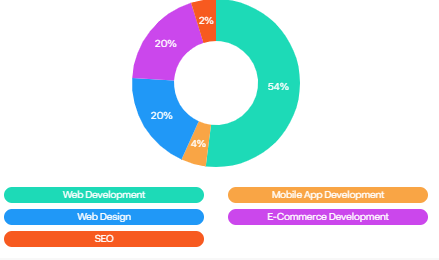 2%
20%
54%
20%
4%
Web Development
Mobile App Development
Web Design
E-Commerce Development
SEO